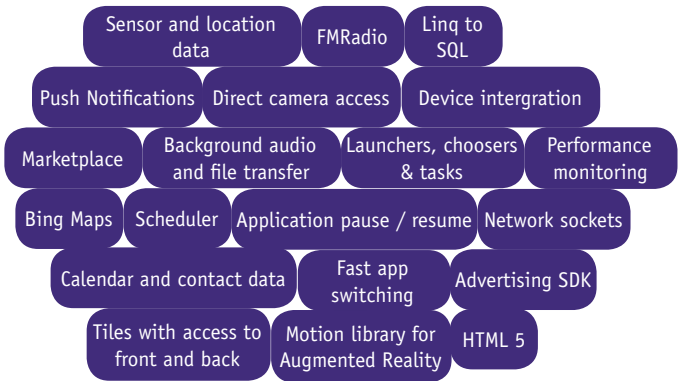 Sensor and location
data
FMRadio
Linq to
SQL
Push Notifications
Direct camera access
Device intergration
Marketplace
Background audio
and file transfer
Launchers, choosers
& tasks
Performance
monitoring
Bing Maps
Scheduler
Application pause / resume
Network sockets
Calendar and contact data
Fast app
switching
Advertising SDK
Tiles with access to
front and back
Motion library for
Augmented Reality
HTML 5